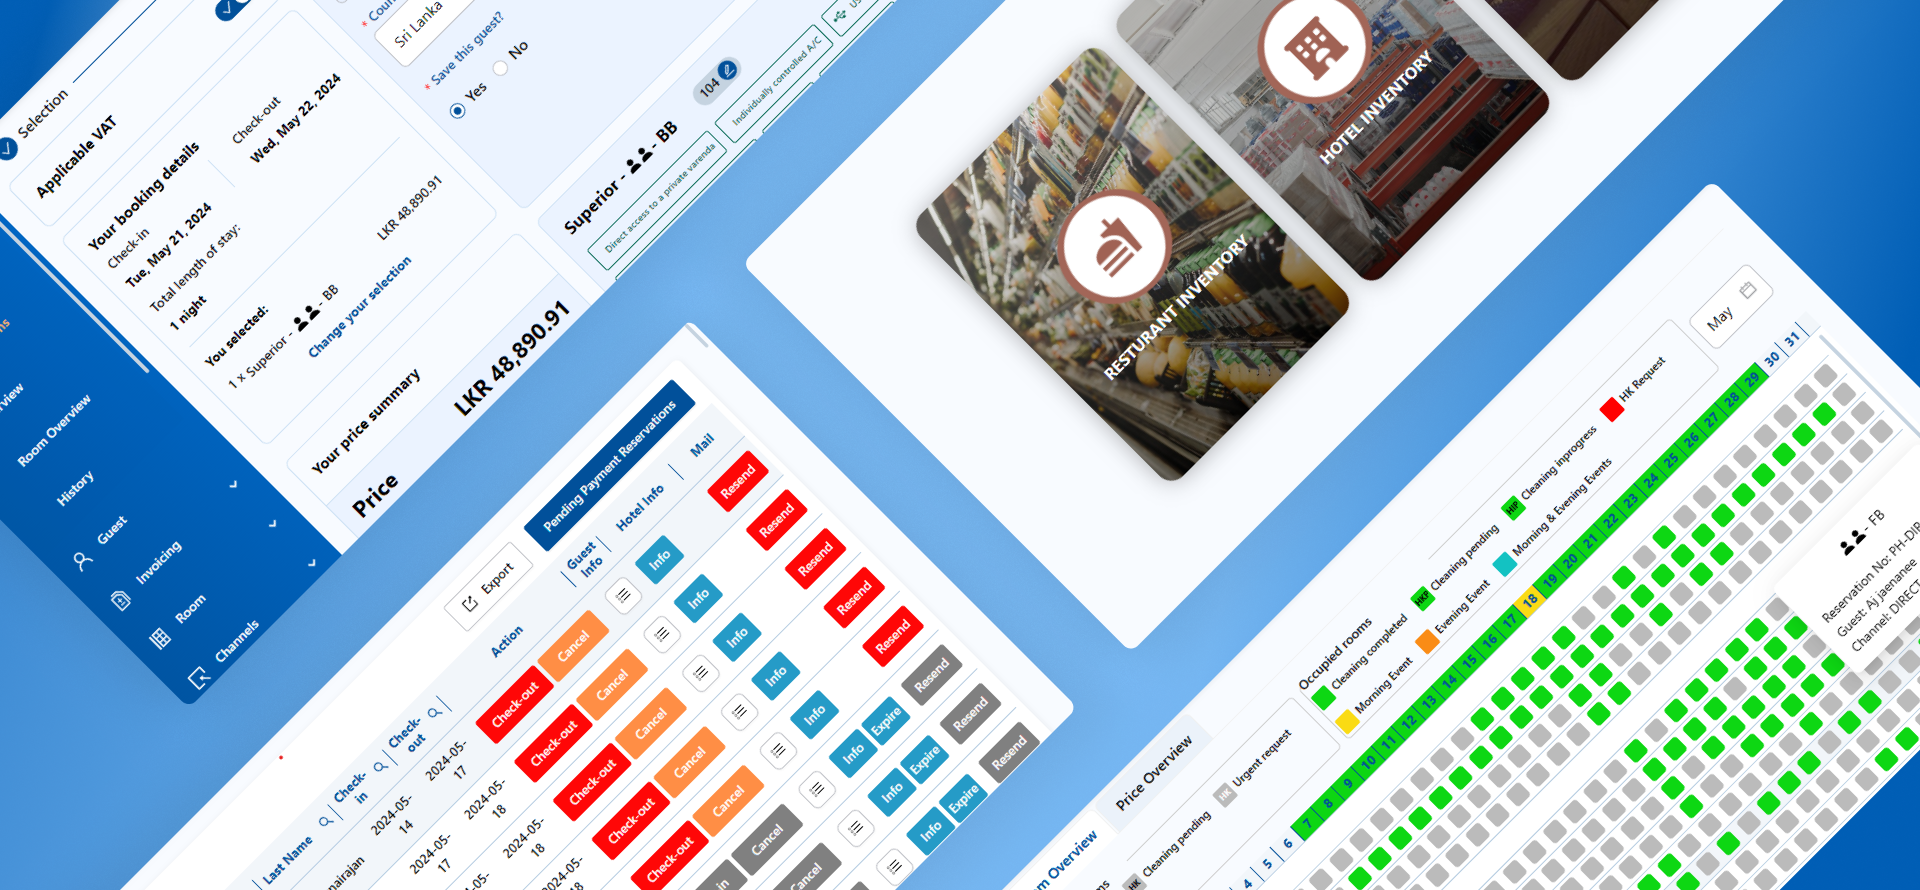 Selection
Applicable VAT
Your booking details
Check-in
Tue, May 21, 2024
Check-out
Wed, May 22, 2024
Total length of stay:
1 night
You selected:
1 x Superior - - BB
LKR 48,890.91
Change your selection
Your price summary
Price
LKR 48,890.91
Sri Lanka
* Save this guest?
Yes
No
Superior - - BB
104
Direct access to a private varenda
Individually controlled A/C
Room Overview
History
Guest
Invoicing
Room
Channels
Export
Pending Payment Reservations
Last Name
Check-in
Check-out
Action
Guest Info
Hotel Info
Mail
2024-05-14
2024-05-17
Check-out
Cancel
Info
Resend
2024-05-17
2024-05-18
Check-out
Cancel
Info
Resend
2024-05-18
Check-out
Cancel
Info
Resend
Check-out
Cancel
Info
Resend
Check-out
Cancel
Info
Resend
Cancel
Info
Expire
Resend
Cancel
Info
Expire
Resend
Info
Expire
Resend
RESTURANT INVENTORY
HOTEL INVENTORY
Price Overview
May
Occupied rooms
Cleaning completed
HKP Cleaning pending
HIP Cleaning inprogress
HK Request
Morning Event
Evening Event
Morning & Evening Events
HK Cleaning pending
HK Urgent request
4 5 6 7 8 9 10 11 12 13 14 15 16 17 18 19 20 21 22 23 24 25 26 27 28 29 30 31
- FB
Reservation No: PH-DIR
Guest: Aj jaenanee
Channel: DIRECT